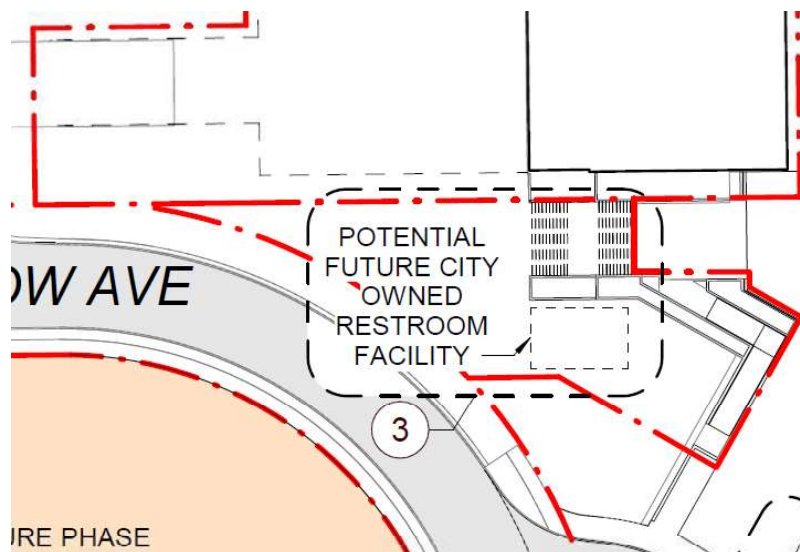 POTENTIAL
FUTURE CITY
OWNED
RESTROOM
FACILITY
OW AVE
3
URE PHASE